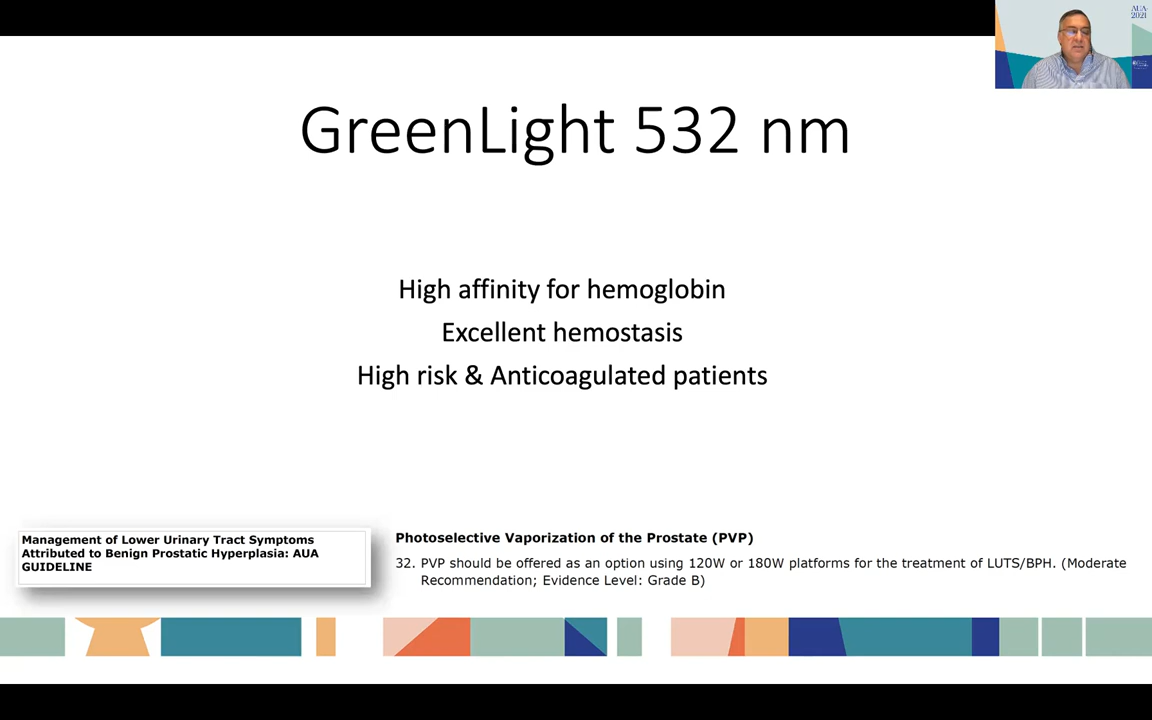 AUA
2021
GreenLight 532 nm
High affinity for hemoglobin
Excellent hemostasis
High risk & Anticoagulated patients
Management of Lower Urinary Tract Symptoms
Attributed to Benign Prostatic Hyperplasia: AUA
GUIDELINE
Photoselective Vaporization of the Prostate (PVP)
32. PVP should be offered as an option using 120W or 180W platforms for the treatment of LUTS/BPH. (Moderate
Recommendation; Evidence Level: Grade B)